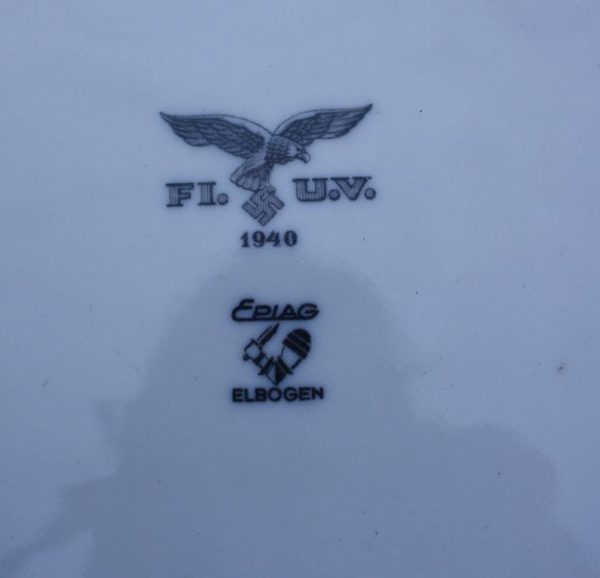 Fl. U.V.
1940
EPIAG
ELBOGEN